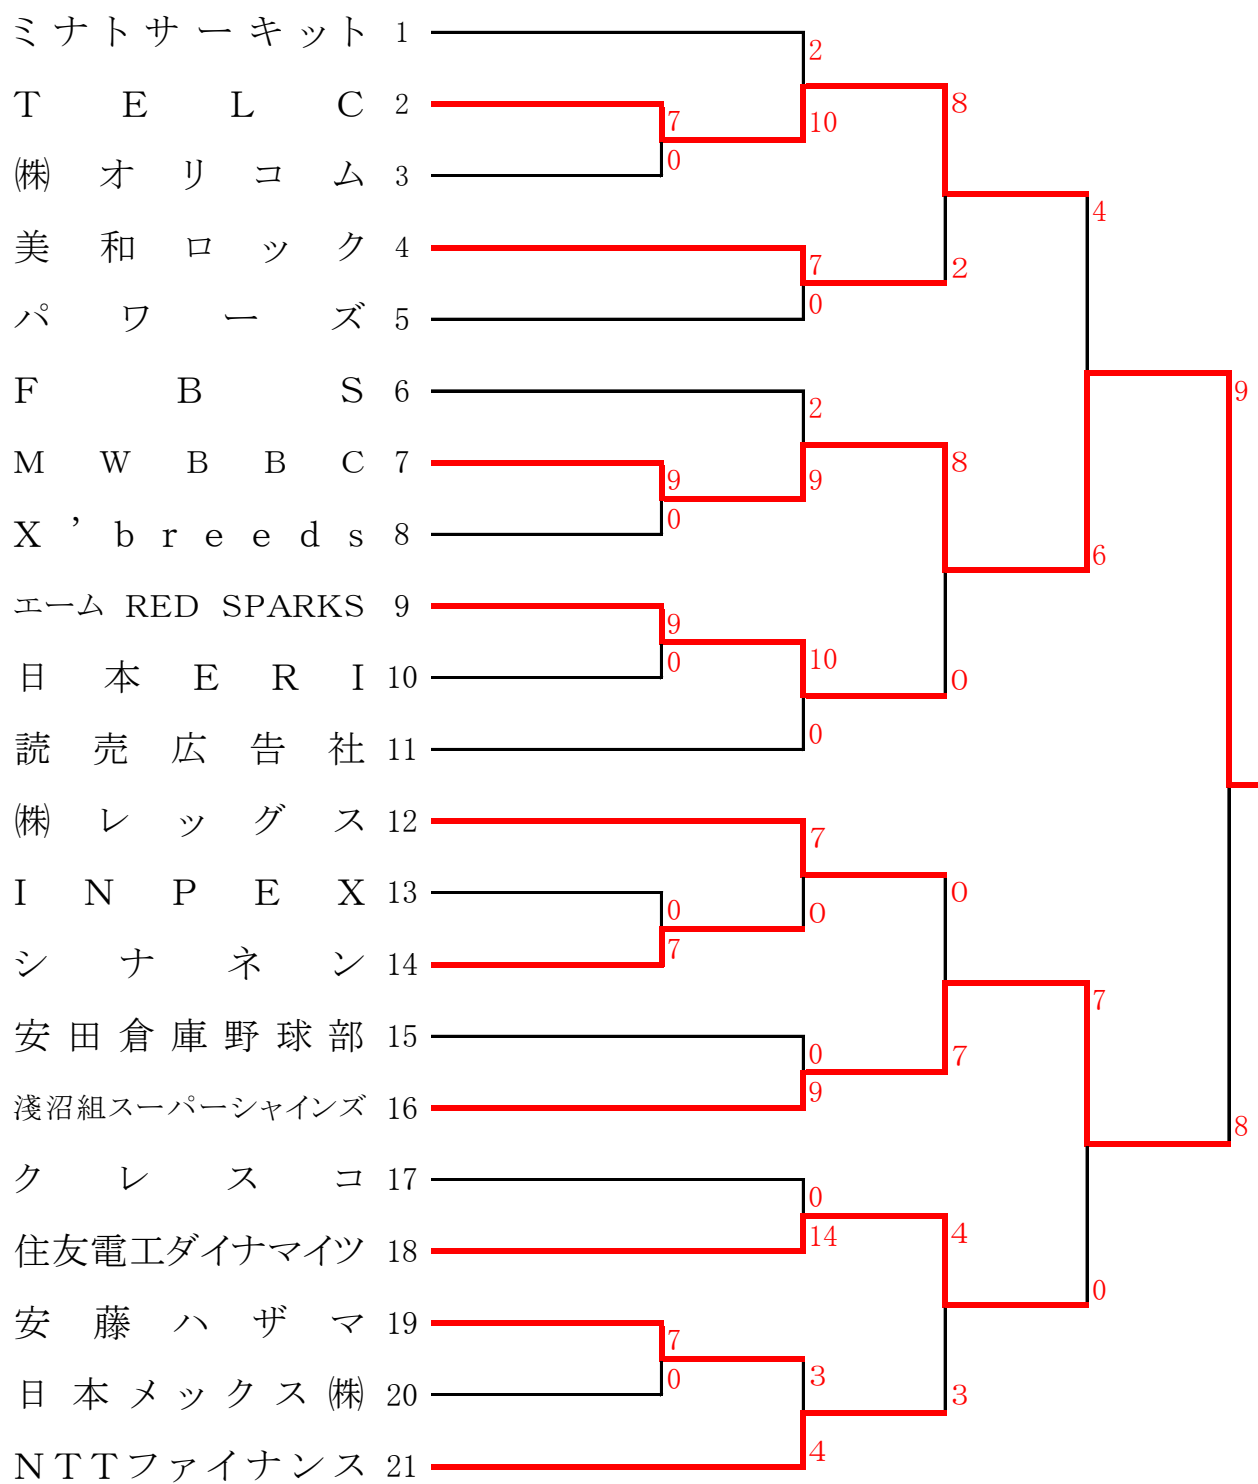 ミナトサーキット 1
2
TELC 2
8
7
10
0
㈱オリコム 3
4
美和ロック 4
7
2
0
パワーズ 5
FBS 6
9
2
MWBBC 7
8
9
9
0
X’breeds 8
6
エームRED SPARKS 9
9
10
0
日本ERI 10
0
0
読売広告社 11
㈱レッグス 12
7
INPEX 13
0
0
0
7
シナネン 14
7
安田倉庫野球部 15
0
7
9
淺沼組スーパーシャインズ 16
8
クレスコ 17
0
14
4
住友電工ダイナマイツ 18
0
安藤ハザマ 19
7
3
0
日本メックス㈱ 20
3
4
NTTファイナンス 21